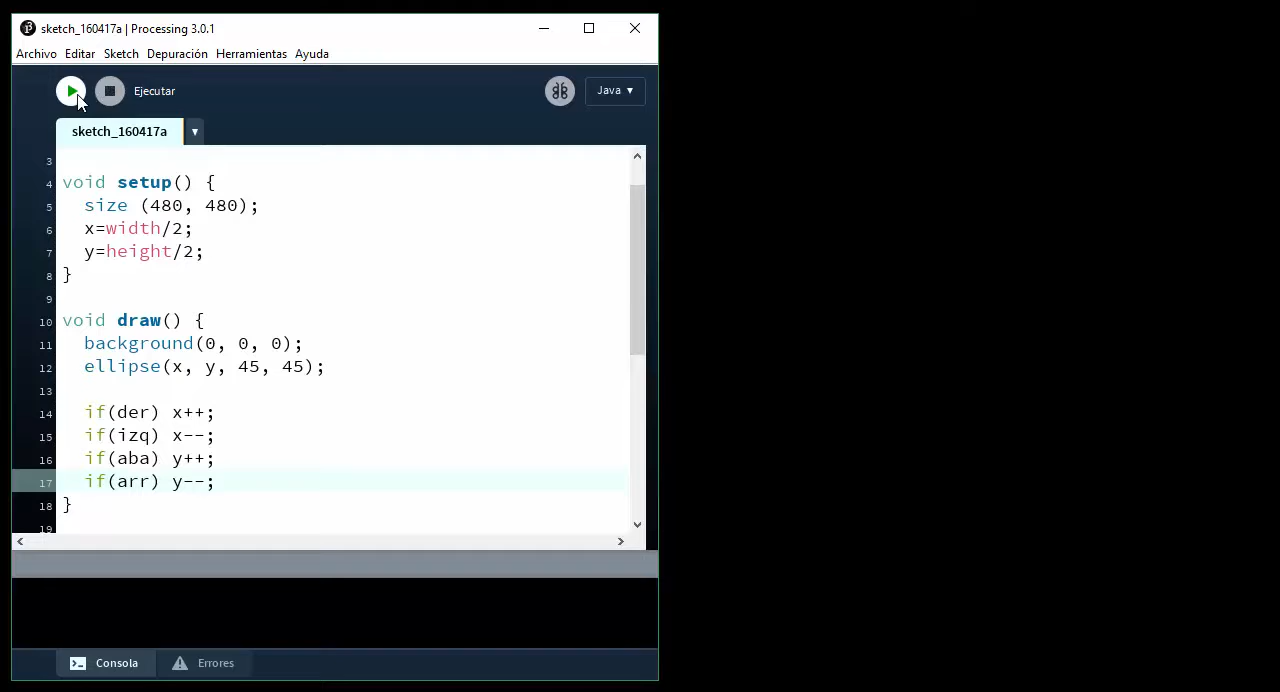 sketch_160417a | Processing 3.0.1
Archivo Editar Sketch Depuración Herramientas Ayuda
Ejecutar
Java ▾
sketch_160417a ▾
3
4 void setup() {
5 size (480, 480);
6 x=width/2;
7 y=height/2;
8 }
9
10 void draw() {
11 background(0, 0, 0);
12 ellipse(x, y, 45, 45);
13
14 if(der) x++;
15 if(izq) x--;
16 if(aba) y++;
17 if(arr) y--;
18 }
19
Consola Errores